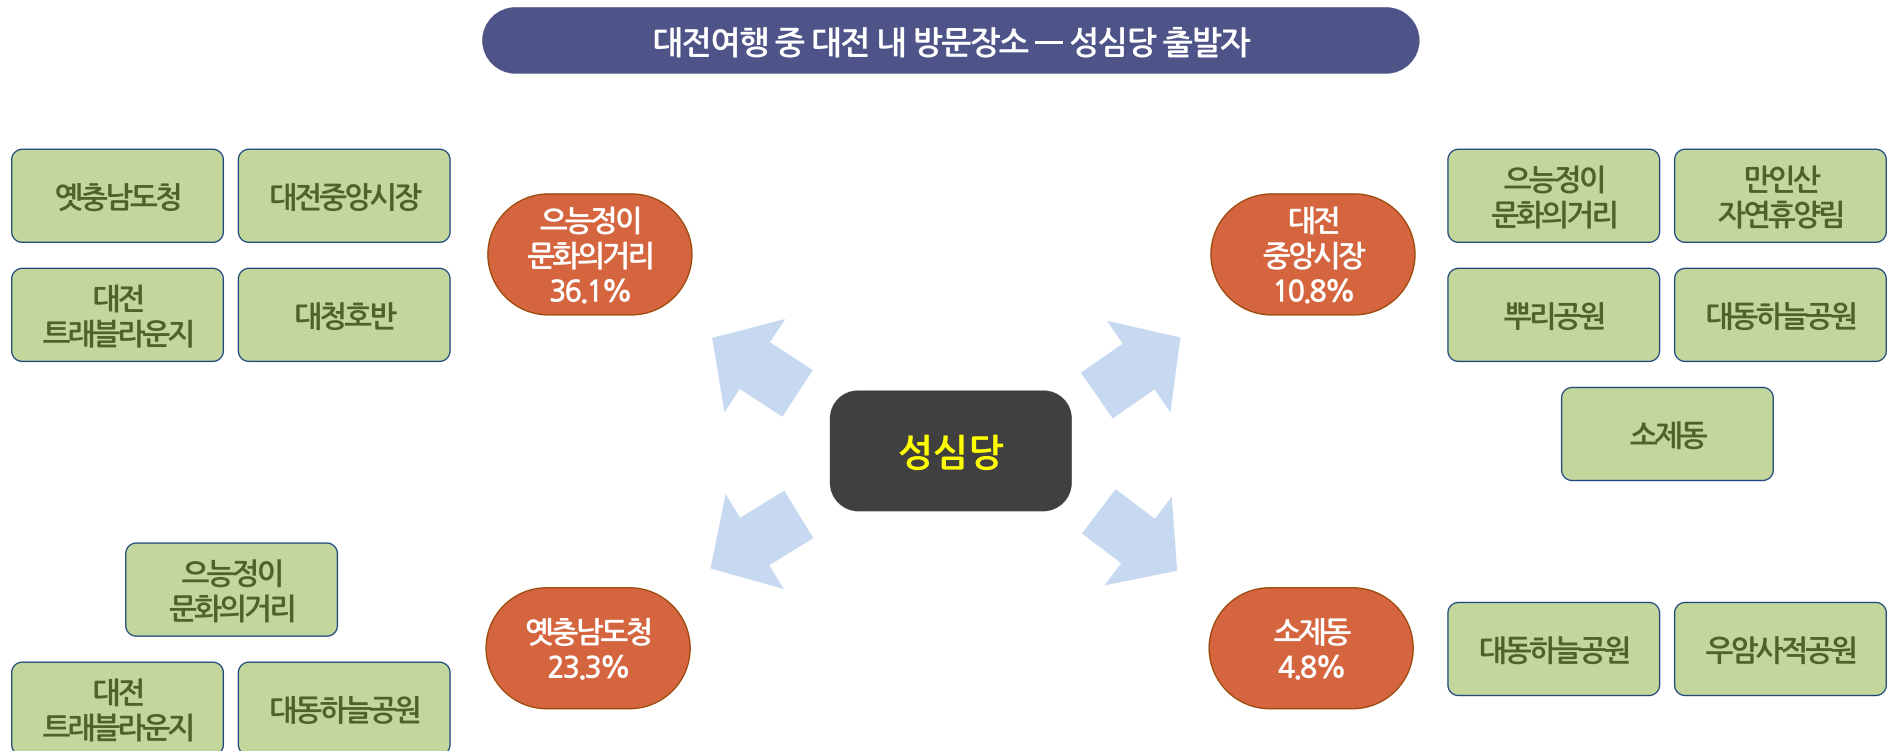 대전여행 중 대전 내 방문장소 — 성심당 출발자
옛충남도청
대전중앙시장
대전
트래블라운지
대청호반
으능정이
문화의거리
36.1%
대전
중앙시장
10.8%
으능정이
문화의거리
만인산
자연휴양림
뿌리공원
대동하늘공원
소제동
성심당
으능정이
문화의거리
대전
트래블라운지
대동하늘공원
옛충남도청
23.3%
소제동
4.8%
대동하늘공원
우암사적공원